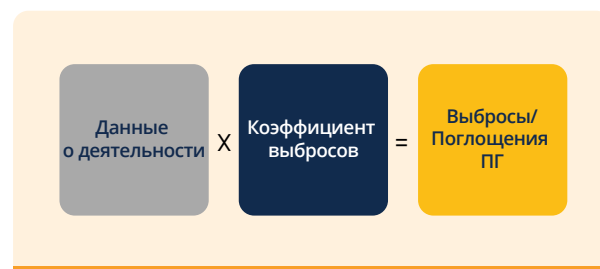 Данные
о деятельности
X
Коэффициент
выбросов
=
Выбросы/
Поглощения
ПГ